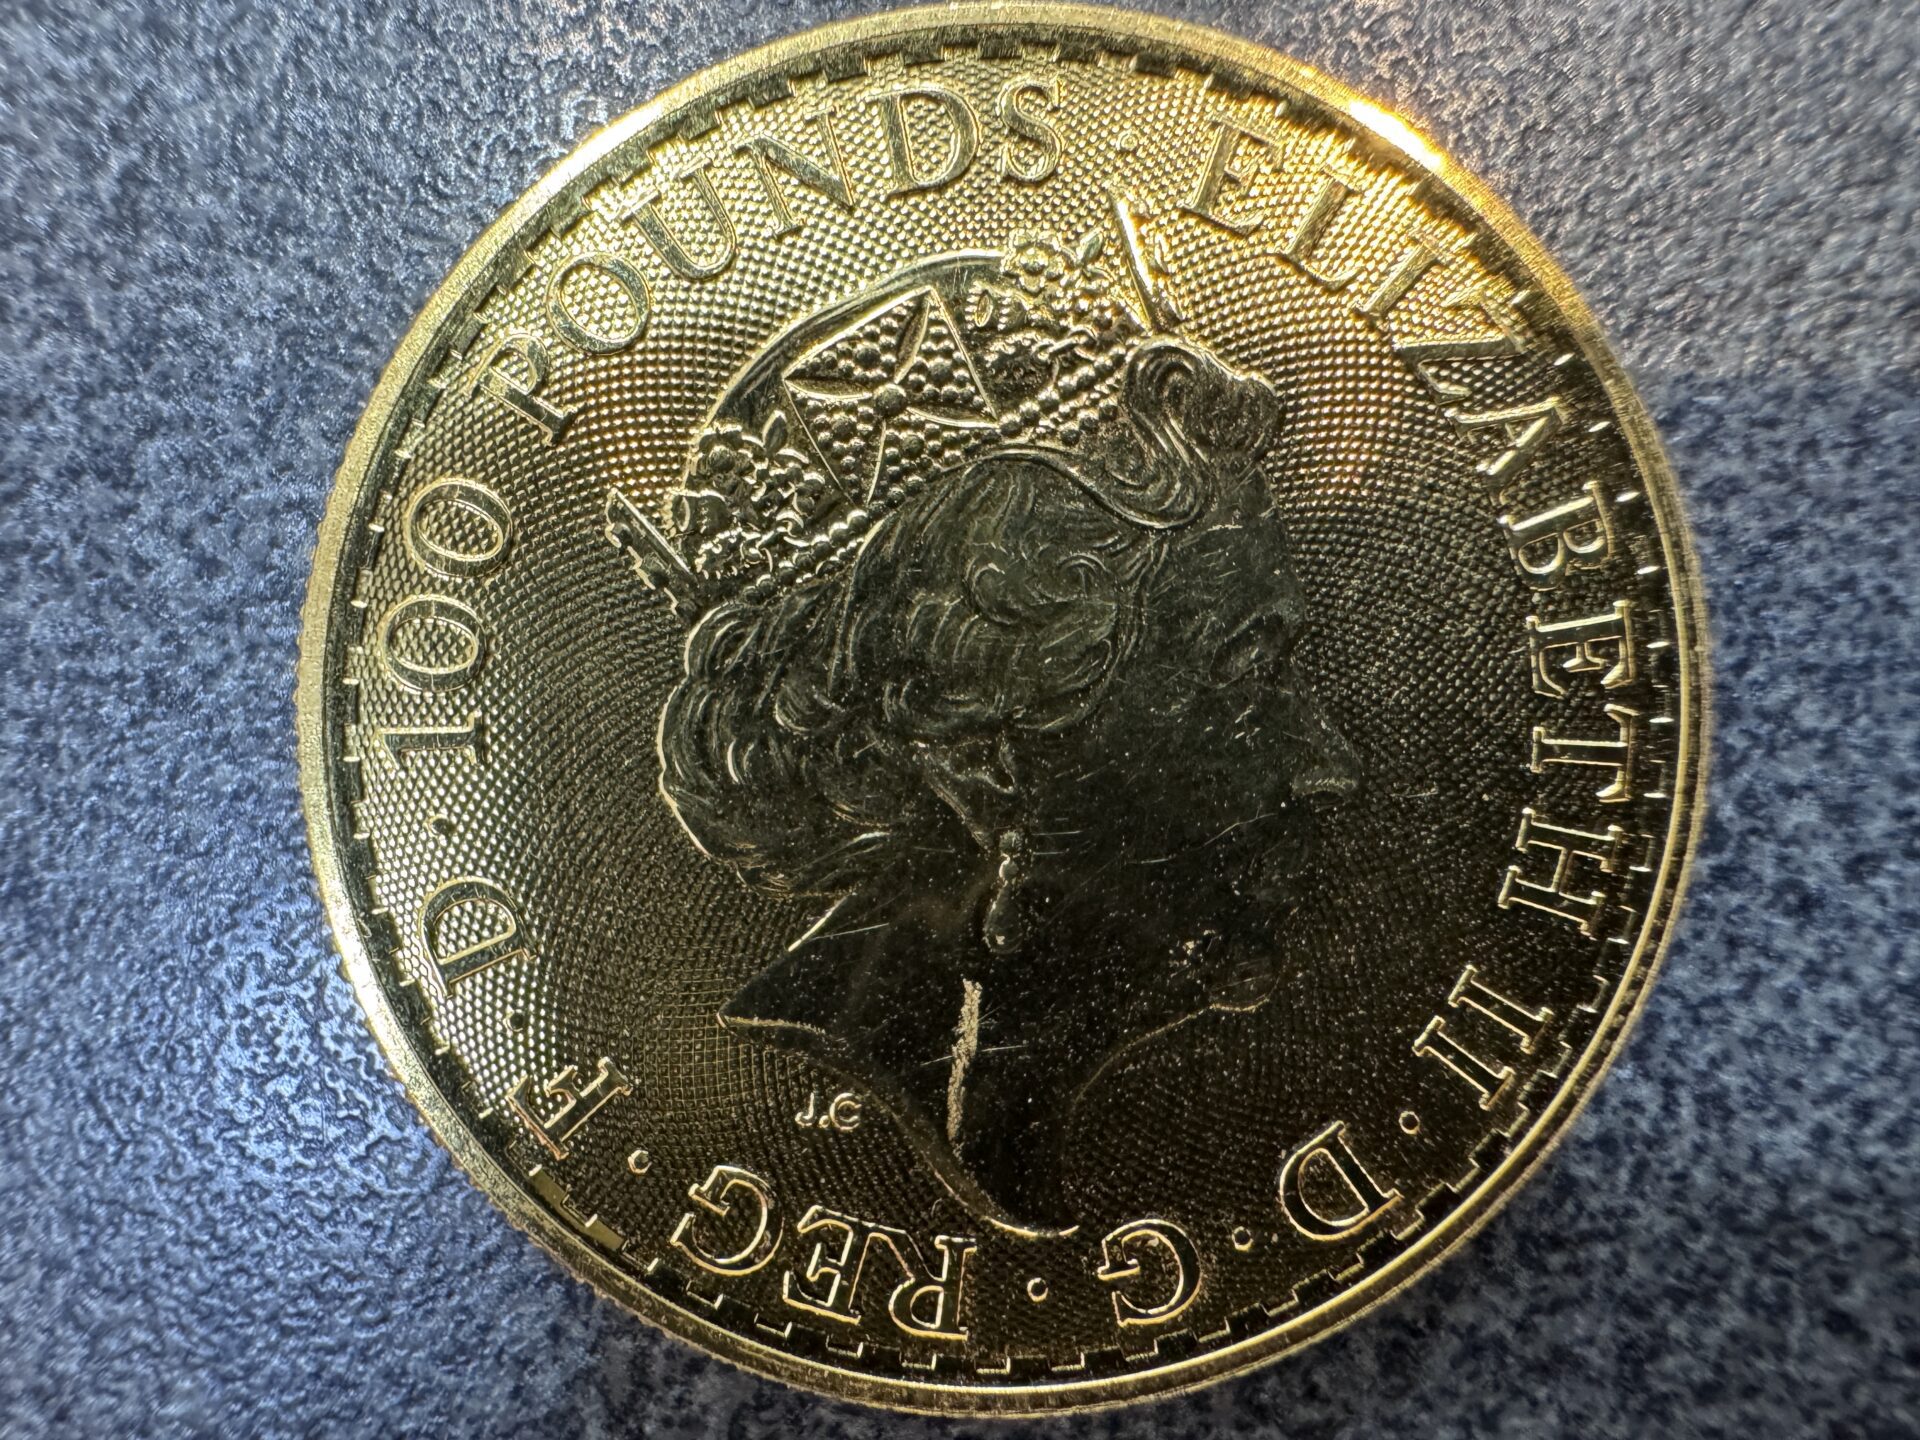 ELIZABETH II · D · G · REG · F · D · 100 POUNDS ·
J.C